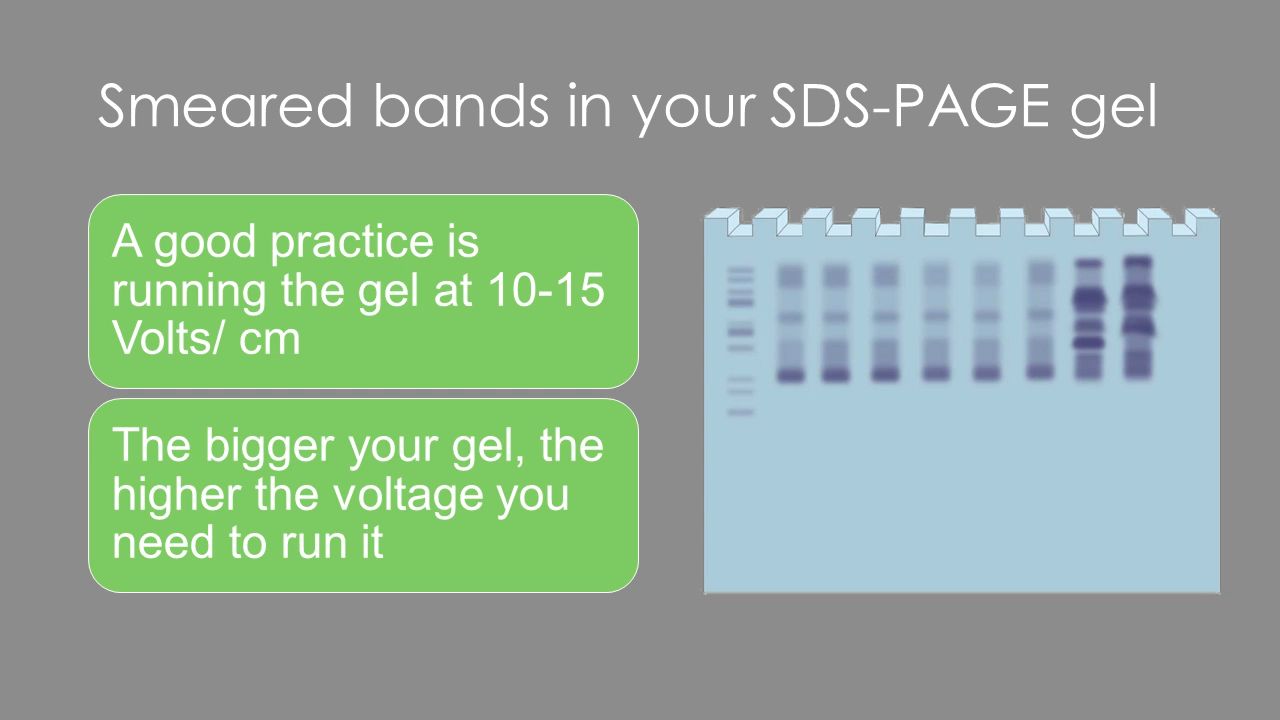 Smeared bands in your SDS-PAGE gel
A good practice is
running the gel at 10-15
Volts/ cm
The bigger your gel, the
higher the voltage you
need to run it